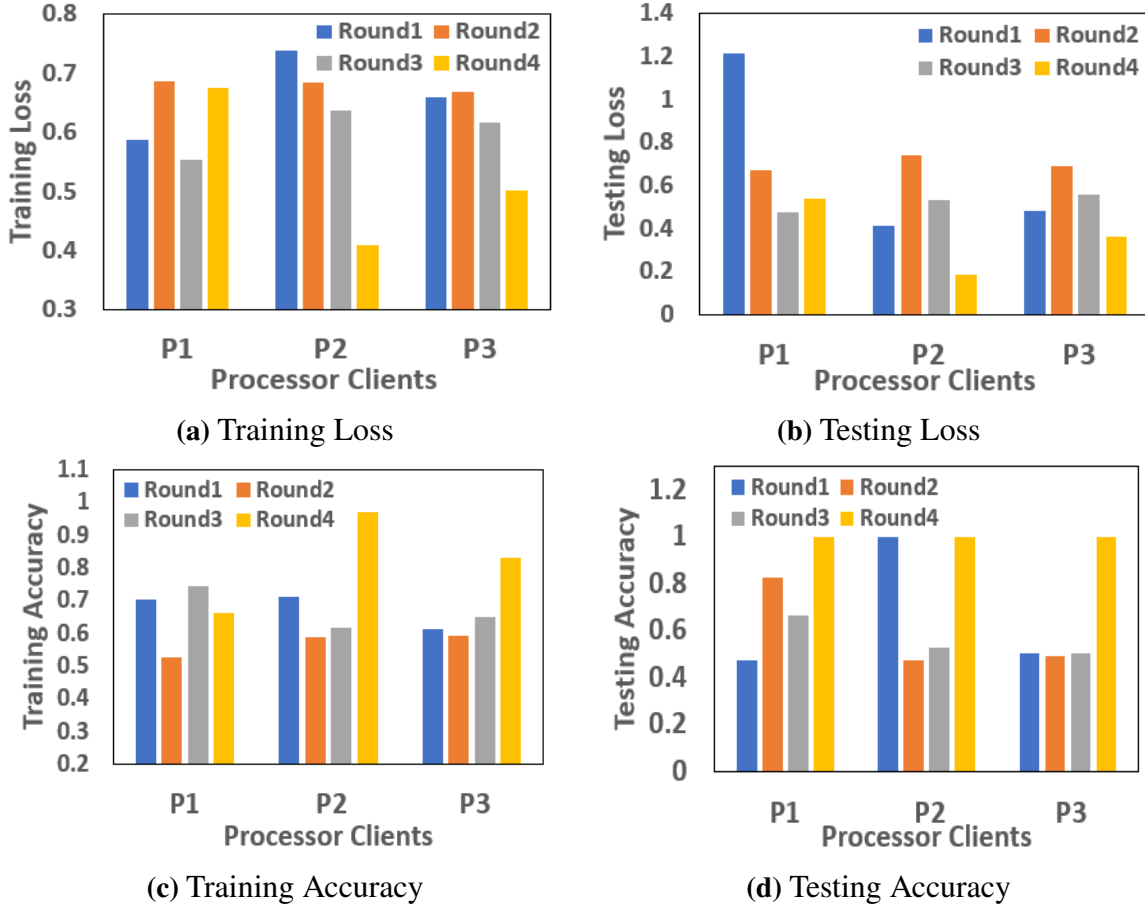 0.8
0.7
0.6
0.5
0.4
0.3
Training Loss
Round1 Round2
Round3 Round4
P1 P2 P3
Processor Clients
(a) Training Loss
1.4
1.2
1
0.8
0.6
0.4
0.2
0
Testing Loss
Round1 Round2
Round3 Round4
P1 P2 P3
Processor Clients
(b) Testing Loss
1.1
1
0.9
0.8
0.7
0.6
0.5
0.4
0.3
0.2
Training Accuracy
Round1 Round2
Round3 Round4
P1 P2 P3
Processor Clients
(c) Training Accuracy
1.2
1
0.8
0.6
0.4
0.2
0
Testing Accuracy
Round1 Round2
Round3 Round4
P1 P2 P3
Processor Clients
(d) Testing Accuracy